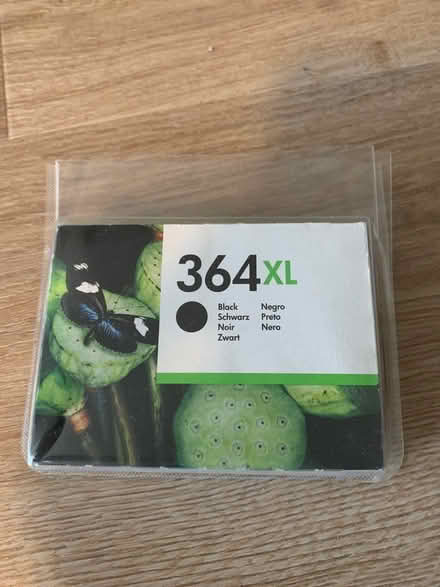 364XL
Black Negro
Schwarz Preto
Noir Nero
Zwart